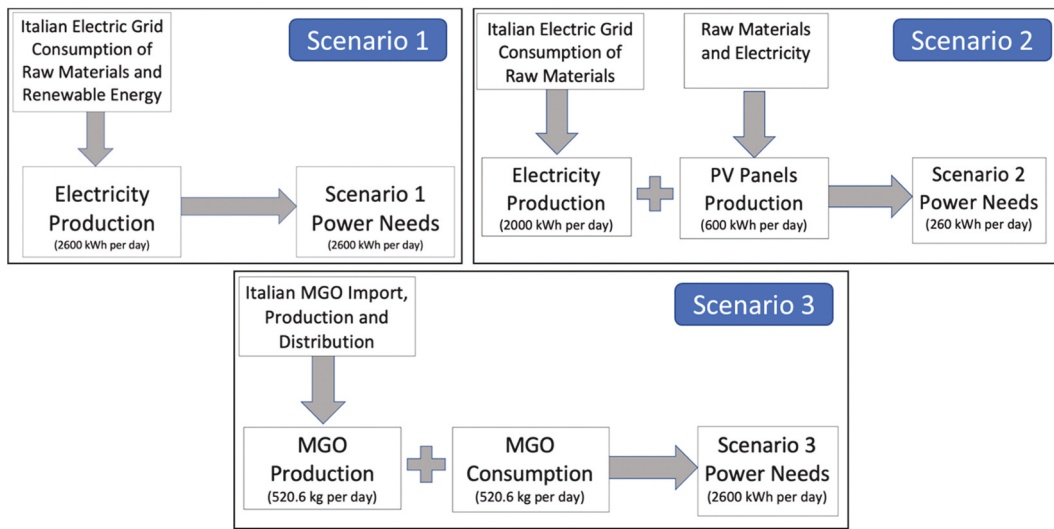 Scenario 1
Italian Electric Grid
Consumption of
Raw Materials and
Renewable Energy
Electricity
Production
(2600 kWh per day)
Scenario 1
Power Needs
(2600 kWh per day)
Scenario 2
Italian Electric Grid
Consumption of
Raw Materials
Raw Materials
and Electricity
Electricity
Production
(2000 kWh per day)
PV Panels
Production
(600 kWh per day)
Scenario 2
Power Needs
(260 kWh per day)
Scenario 3
Italian MGO Import,
Production and
Distribution
MGO
Production
(520.6 kg per day)
MGO
Consumption
(520.6 kg per day)
Scenario 3
Power Needs
(2600 kWh per day)